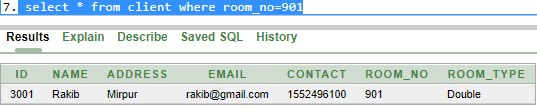 7. select * from client where room_no=901
Results Explain Describe Saved SQL History
ID NAME ADDRESS EMAIL CONTACT ROOM_NO ROOM_TYPE
3001 Rakib Mirpur rakib@gmail.com 1552496100 901 Double